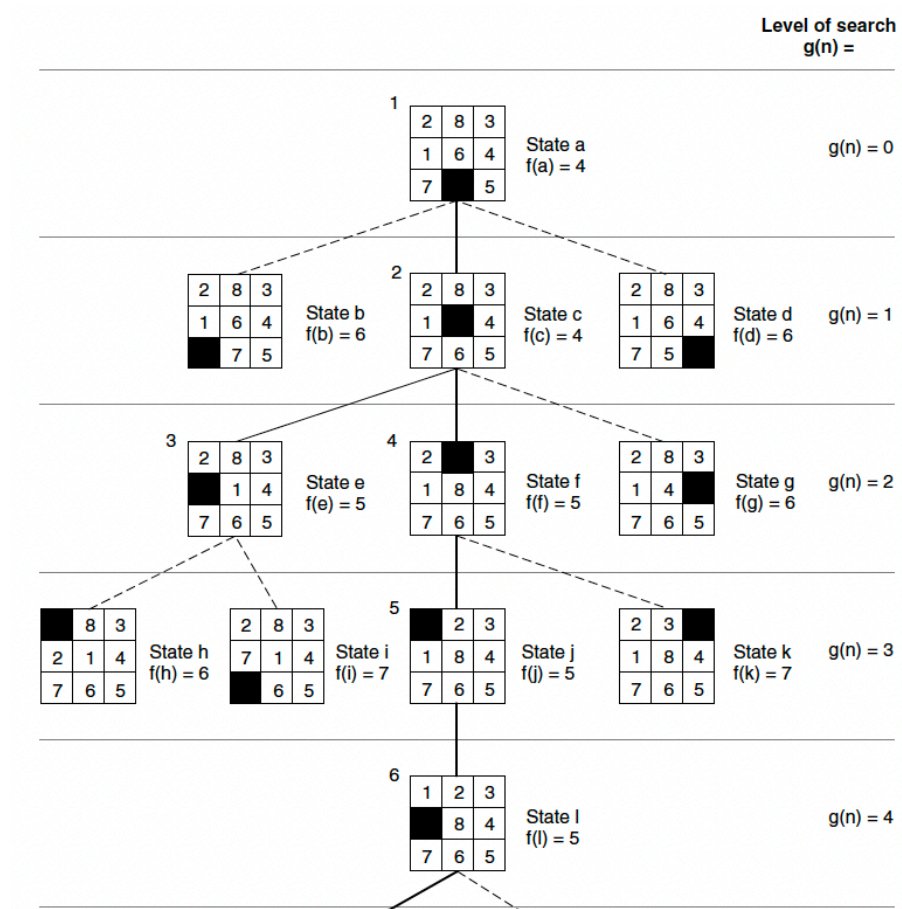 Level of search
g(n) =
1
2 8 3
1 6 4
7 5
State a
f(a) = 4
g(n) = 0
2 8 3
1 6 4
7 5
State b
f(b) = 6
2
2 8 3
1 4
7 6 5
State c
f(c) = 4
2 8 3
1 6 4
7 5
State d
f(d) = 6
g(n) = 1
3
2 8 3
1 4
7 6 5
State e
f(e) = 5
4
2 3
1 8 4
7 6 5
State f
f(f) = 5
2 8 3
1 4
7 6 5
State g
f(g) = 6
g(n) = 2
8 3
2 1 4
7 6 5
State h
f(h) = 6
2 8 3
7 1 4
6 5
State i
f(i) = 7
5
2 3
1 8 4
7 6 5
State j
f(j) = 5
2 3
1 8 4
7 6 5
State k
f(k) = 7
g(n) = 3
6
1 2 3
8 4
7 6 5
State l
f(l) = 5
g(n) = 4